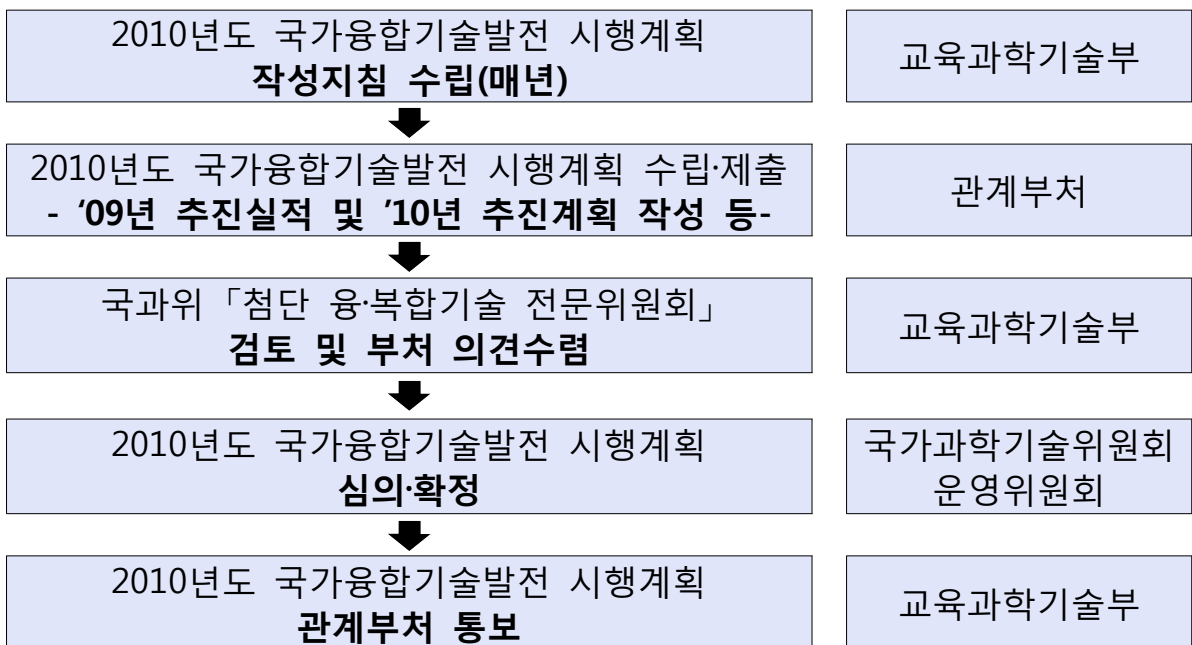 2010년도 국가융합기술발전 시행계획
작성지침 수립(매년)
교육과학기술부
2010년도 국가융합기술발전 시행계획 수립·제출
- ‘09년 추진실적 및 ’10년 추진계획 작성 등-
관계부처
국과위「첨단 융·복합기술 전문위원회」
검토 및 부처 의견수렴
교육과학기술부
2010년도 국가융합기술발전 시행계획
심의·확정
국가과학기술위원회
운영위원회
2010년도 국가융합기술발전 시행계획
관계부처 통보
교육과학기술부